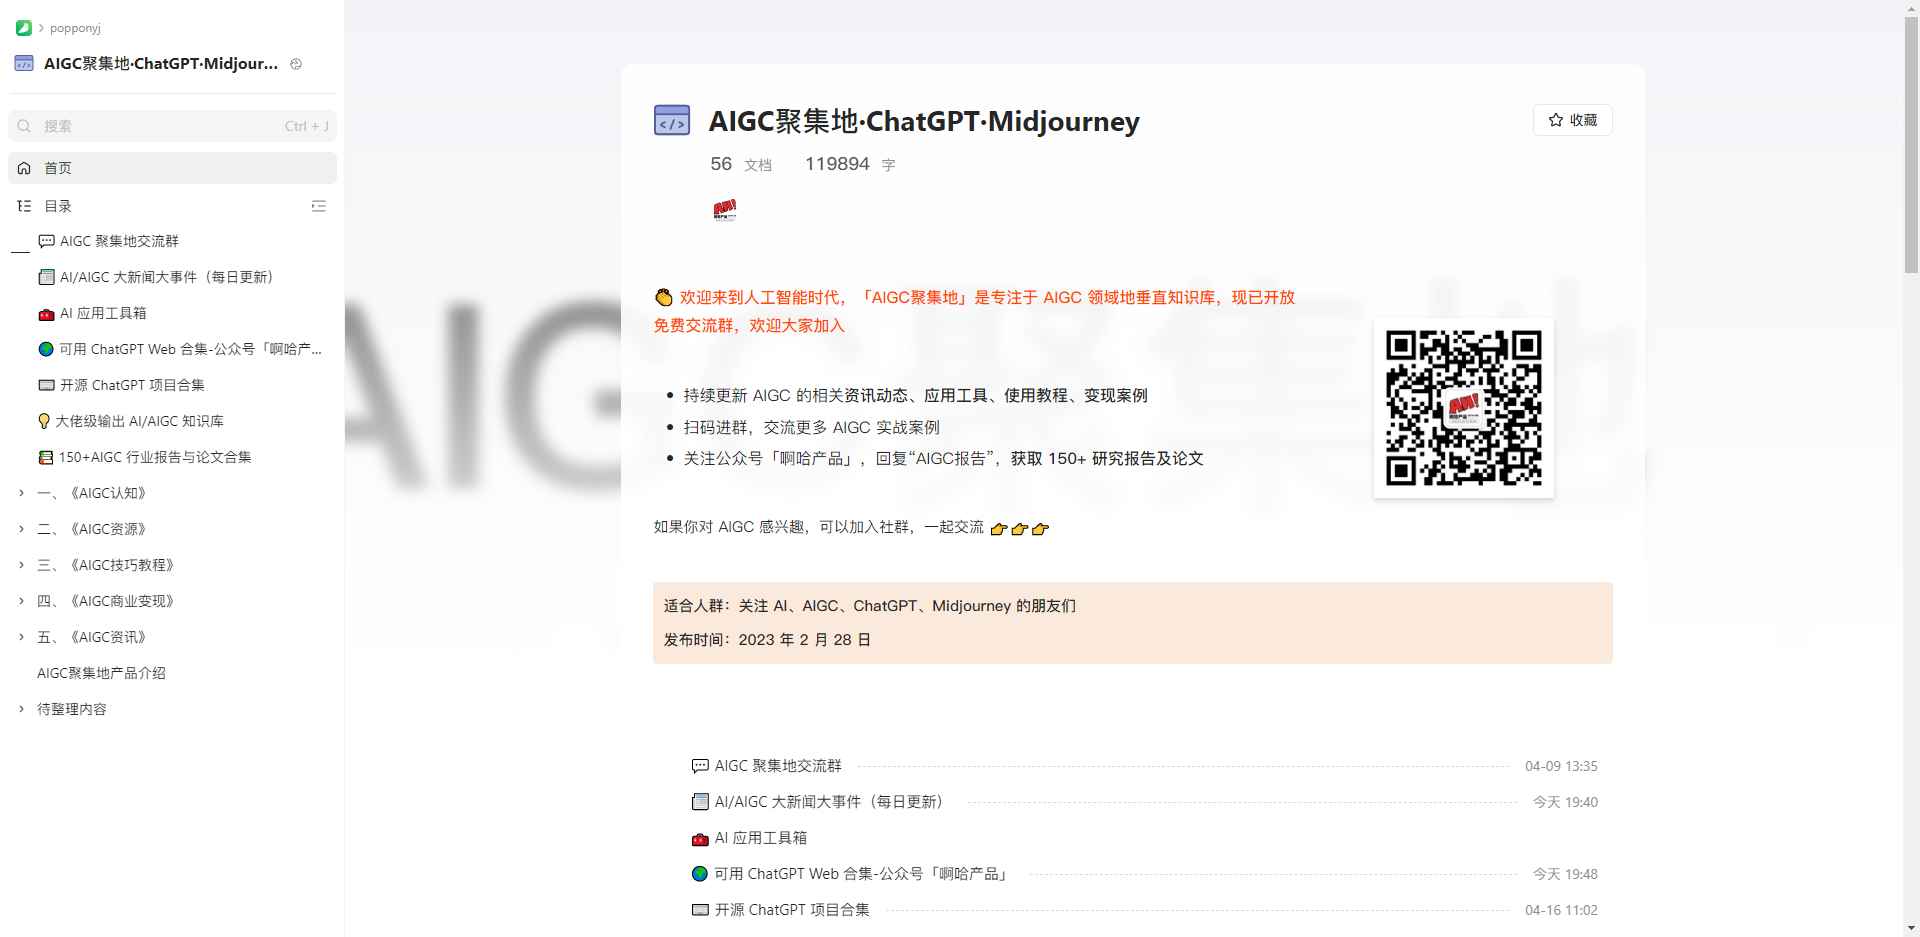 popponyj
AIGC聚集地·ChatGPT·Midjour...
搜索 Ctrl + J
首页
目录
AIGC 聚集地交流群
AI/AIGC 大新闻大事件（每日更新）
AI 应用工具箱
可用 ChatGPT Web 合集-公众号「啊哈产...
开源 ChatGPT 项目合集
大佬级输出 AI/AIGC 知识库
150+AIGC 行业报告与论文合集
一、《AIGC认知》
二、《AIGC资源》
三、《AIGC技巧教程》
四、《AIGC商业变现》
五、《AIGC资讯》
AIGC聚集地产品介绍
待整理内容
AIGC聚集地·ChatGPT·Midjourney
收藏
56 文档 119894 字
👏 欢迎来到人工智能时代，「AIGC聚集地」是专注于 AIGC 领域地垂直知识库，现已开放
免费交流群，欢迎大家加入
• 持续更新 AIGC 的相关资讯动态、应用工具、使用教程、变现案例
• 扫码进群，交流更多 AIGC 实战案例
• 关注公众号「啊哈产品」，回复“AIGC报告”，获取 150+ 研究报告及论文
如果你对 AIGC 感兴趣，可以加入社群，一起交流 👉👉👉
适合人群：关注 AI、AIGC、ChatGPT、Midjourney 的朋友们
发布时间：2023 年 2 月 28 日
AIGC 聚集地交流群 04-09 13:35
AI/AIGC 大新闻大事件（每日更新） 今天 19:40
AI 应用工具箱
可用 ChatGPT Web 合集-公众号「啊哈产品」 今天 19:48
开源 ChatGPT 项目合集 04-16 11:02